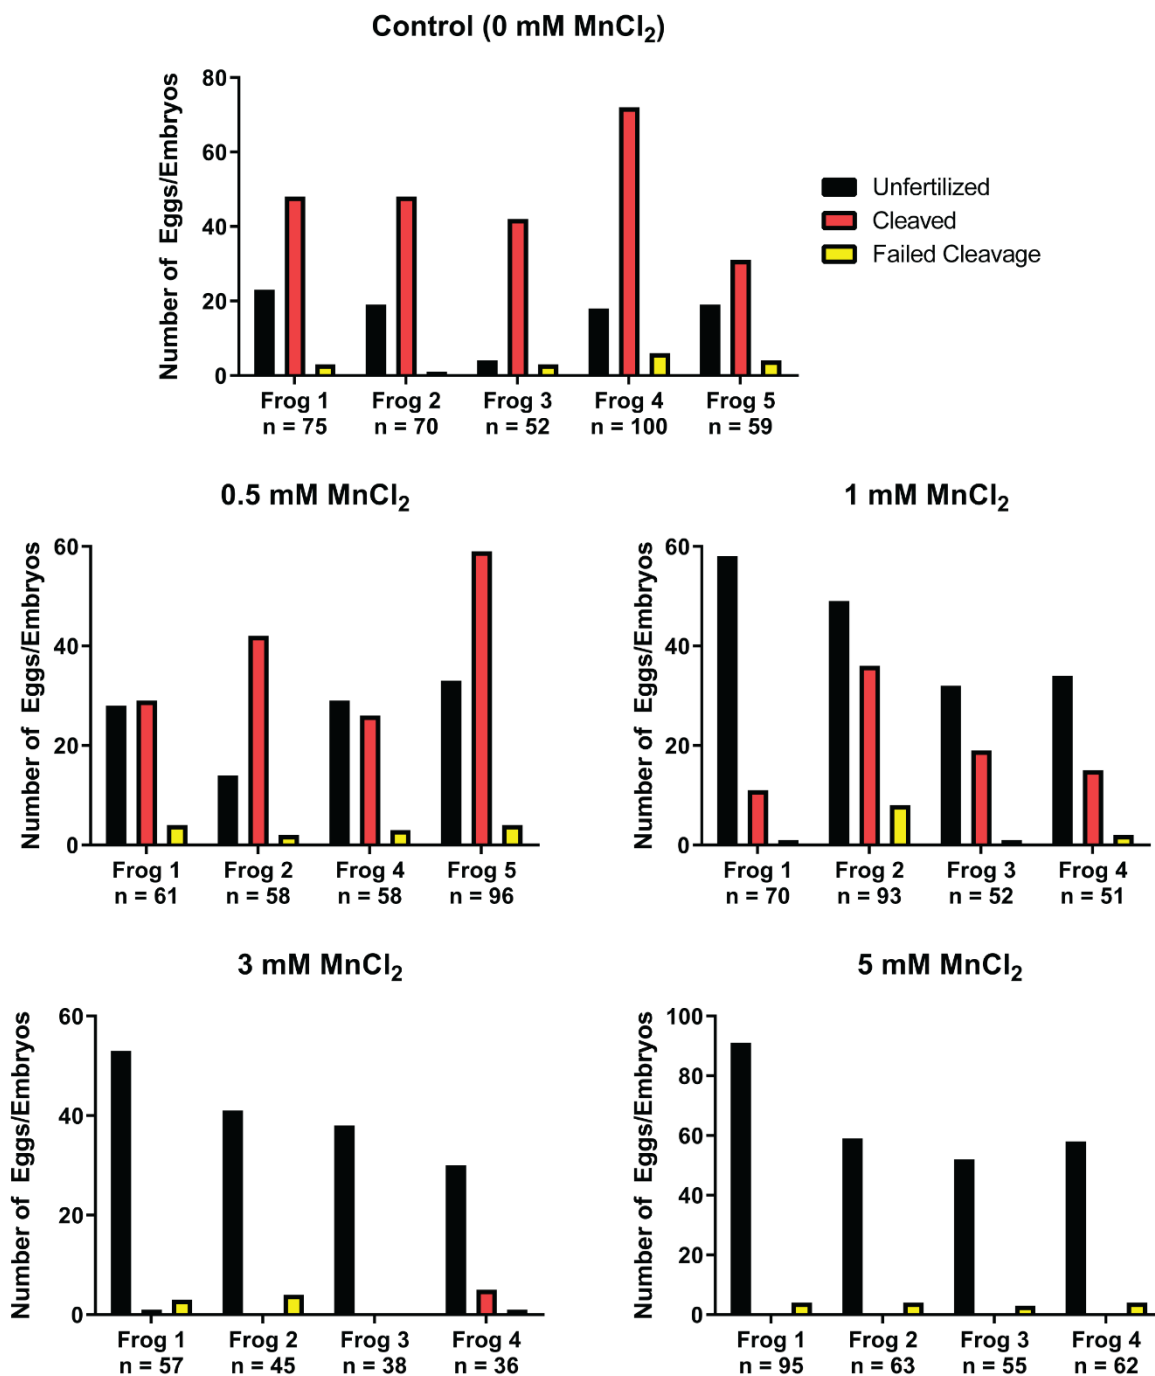 Control (0 mM MnCl₂)
Number of Eggs/Embryos
80
60
40
20
0
Frog 1 Frog 2 Frog 3 Frog 4 Frog 5
n = 75 n = 70 n = 52 n = 100 n = 59
Unfertilized
Cleaved
Failed Cleavage
0.5 mM MnCl₂
Number of Eggs/Embryos
60
40
20
0
Frog 1 Frog 2 Frog 4 Frog 5
n = 61 n = 58 n = 58 n = 96
1 mM MnCl₂
Number of Eggs/Embryos
60
40
20
0
Frog 1 Frog 2 Frog 3 Frog 4
n = 70 n = 93 n = 52 n = 51
3 mM MnCl₂
Number of Eggs/Embryos
60
40
20
0
Frog 1 Frog 2 Frog 3 Frog 4
n = 57 n = 45 n = 38 n = 36
5 mM MnCl₂
Number of Eggs/Embryos
100
80
60
40
20
0
Frog 1 Frog 2 Frog 3 Frog 4
n = 95 n = 63 n = 55 n = 62